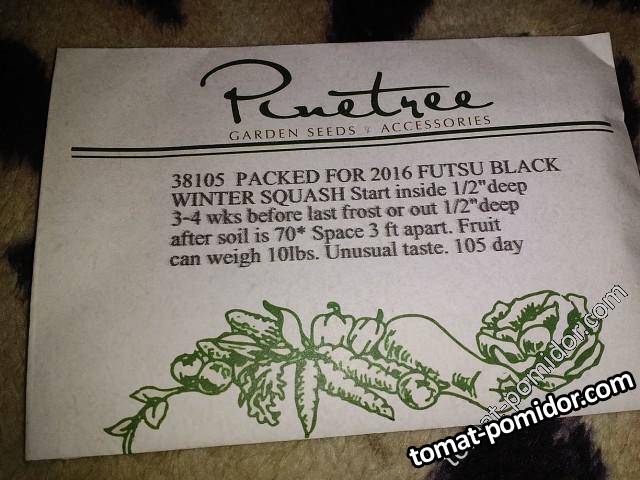 Pinetree
GARDEN SEEDS & ACCESSORIES
38105 PACKED FOR 2016 FUTSU BLACK
WINTER SQUASH Start inside 1/2"deep
3-4 wks before last frost or out 1/2"deep
after soil is 70* Space 3 ft apart. Fruit
can weigh 10lbs. Unusual taste. 105 day
tomat-pomidor.com
tomat-pomidor.com